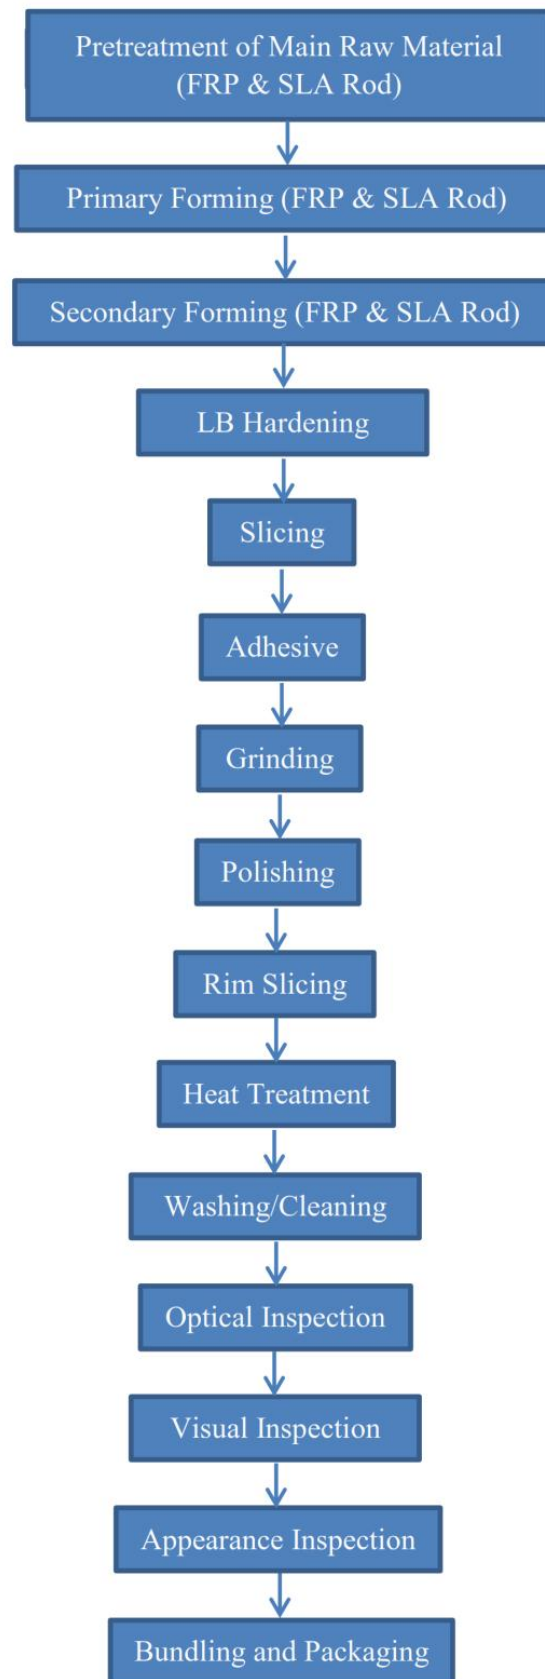 Pretreatment of Main Raw Material
(FRP & SLA Rod)
Primary Forming (FRP & SLA Rod)
Secondary Forming (FRP & SLA Rod)
LB Hardening
Slicing
Adhesive
Grinding
Polishing
Rim Slicing
Heat Treatment
Washing/Cleaning
Optical Inspection
Visual Inspection
Appearance Inspection
Bundling and Packaging